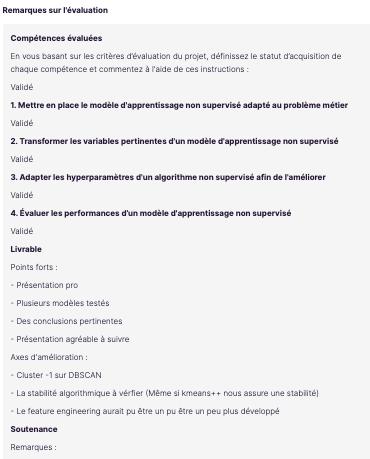 Remarques sur l'évaluation
Compétences évaluées
En vous basant sur les critères d'évaluation du projet, définissez le statut d'acquisition de
chaque compétence et commentez à l'aide de ces instructions :
Validé
1. Mettre en place le modèle d'apprentissage non supervisé adapté au problème métier
Validé
2. Transformer les variables pertinentes d'un modèle d'apprentissage non supervisé
Validé
3. Adapter les hyperparamètres d'un algorithme non supervisé afin de l'améliorer
Validé
4. Évaluer les performances d'un modèle d'apprentissage non supervisé
Validé
Livrable
Points forts :
- Présentation pro
- Plusieurs modèles testés
- Des conclusions pertinentes
- Présentation agréable à suivre
Axes d'amélioration :
- Cluster -1 sur DBSCAN
- La stabilité algorithmique à vérfier (Même si kmeans++ nous assure une stabilité)
- Le feature engineering aurait pu être un pu être un peu plus développé
Soutenance
Remarques :